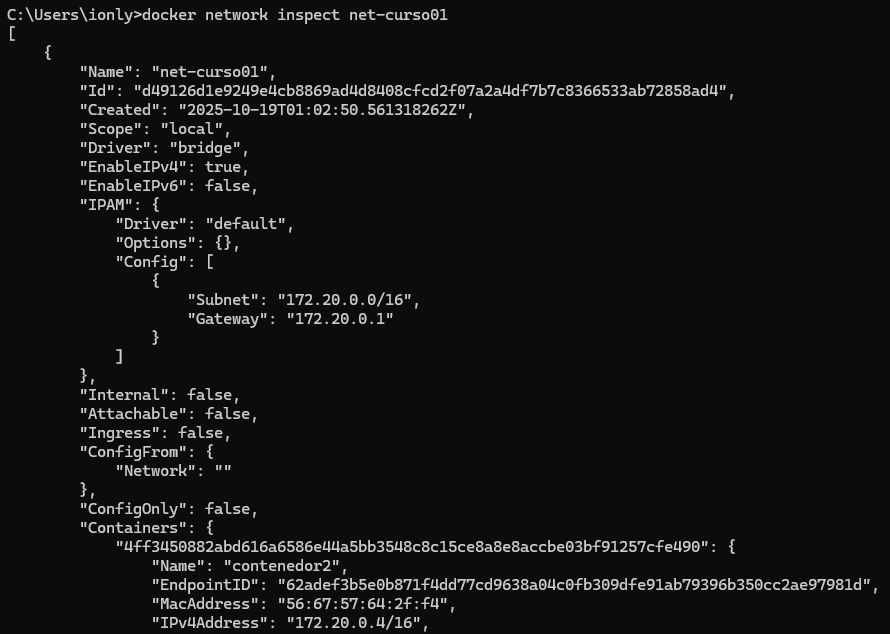 C:\Users\ionly>docker network inspect net-curso01
[
    {
        "Name": "net-curso01",
        "Id": "d49126d1e9249e4cb8869ad4d8408cfcd2f07a2a4df7b7c8366533ab72858ad4",
        "Created": "2025-10-19T01:02:50.561318262Z",
        "Scope": "local",
        "Driver": "bridge",
        "EnableIPv4": true,
        "EnableIPv6": false,
        "IPAM": {
            "Driver": "default",
            "Options": {},
            "Config": [
                {
                    "Subnet": "172.20.0.0/16",
                    "Gateway": "172.20.0.1"
                }
            ]
        },
        "Internal": false,
        "Attachable": false,
        "Ingress": false,
        "ConfigFrom": {
            "Network": ""
        },
        "ConfigOnly": false,
        "Containers": {
            "4ff3450882abd616a6586e44a5bb3548c8c15ce8a8e8accbe03bf91257cfe490": {
                "Name": "contenedor2",
                "EndpointID": "62adef3b5e0b871f4dd77cd9638a04c0fb309dfe91ab79396b350cc2ae97981d",
                "MacAddress": "56:67:57:64:2f:f4",
                "IPv4Address": "172.20.0.4/16",